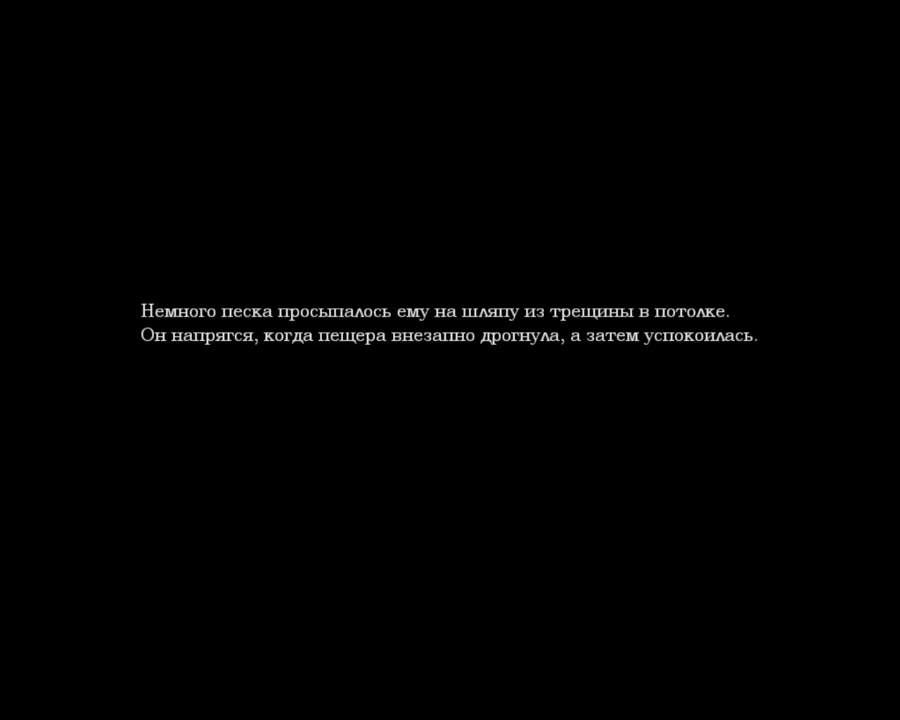 Немного песка просыпалось ему на шляпу из трещины в потолке.
Он напрягся, когда пещера внезапно дрогнула, а затем успокоилась.